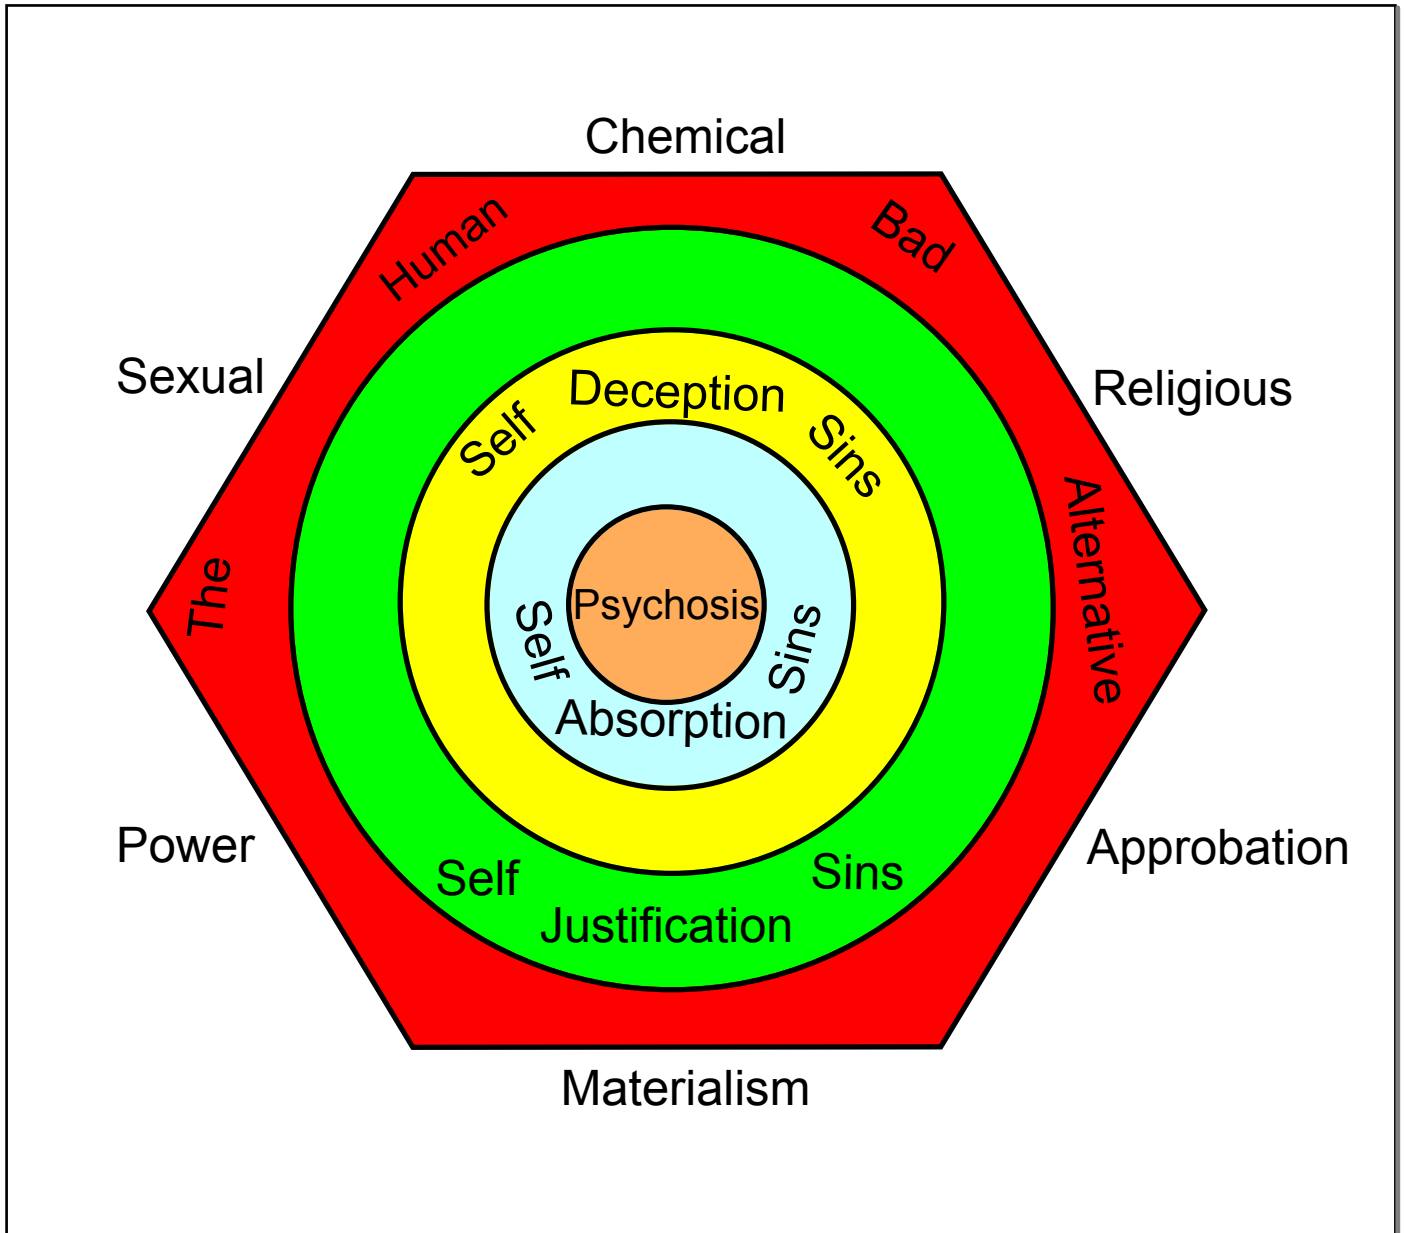 Chemical
Sexual
Religious
Power
Approbation
Materialism
The Human Bad Alternative
Self Deception Sins
Psychosis
Self Absorption Sins
Self Justification Sins